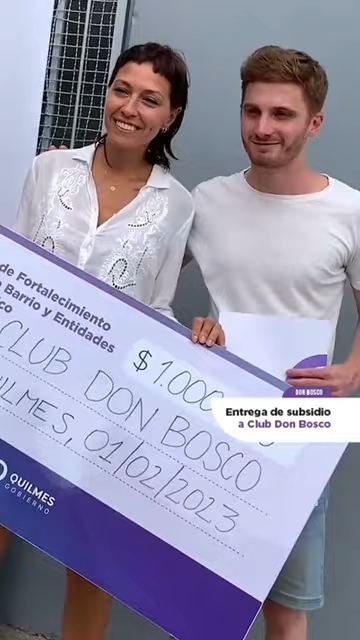 de Fortalecimiento
Barrio y Entidades
$1.000
CLUB DON BOSCO
QUILMES, 01/02/2023
QUILMES
GOBIERNO
DON BOSCO
Entrega de subsidio
a Club Don Bosco